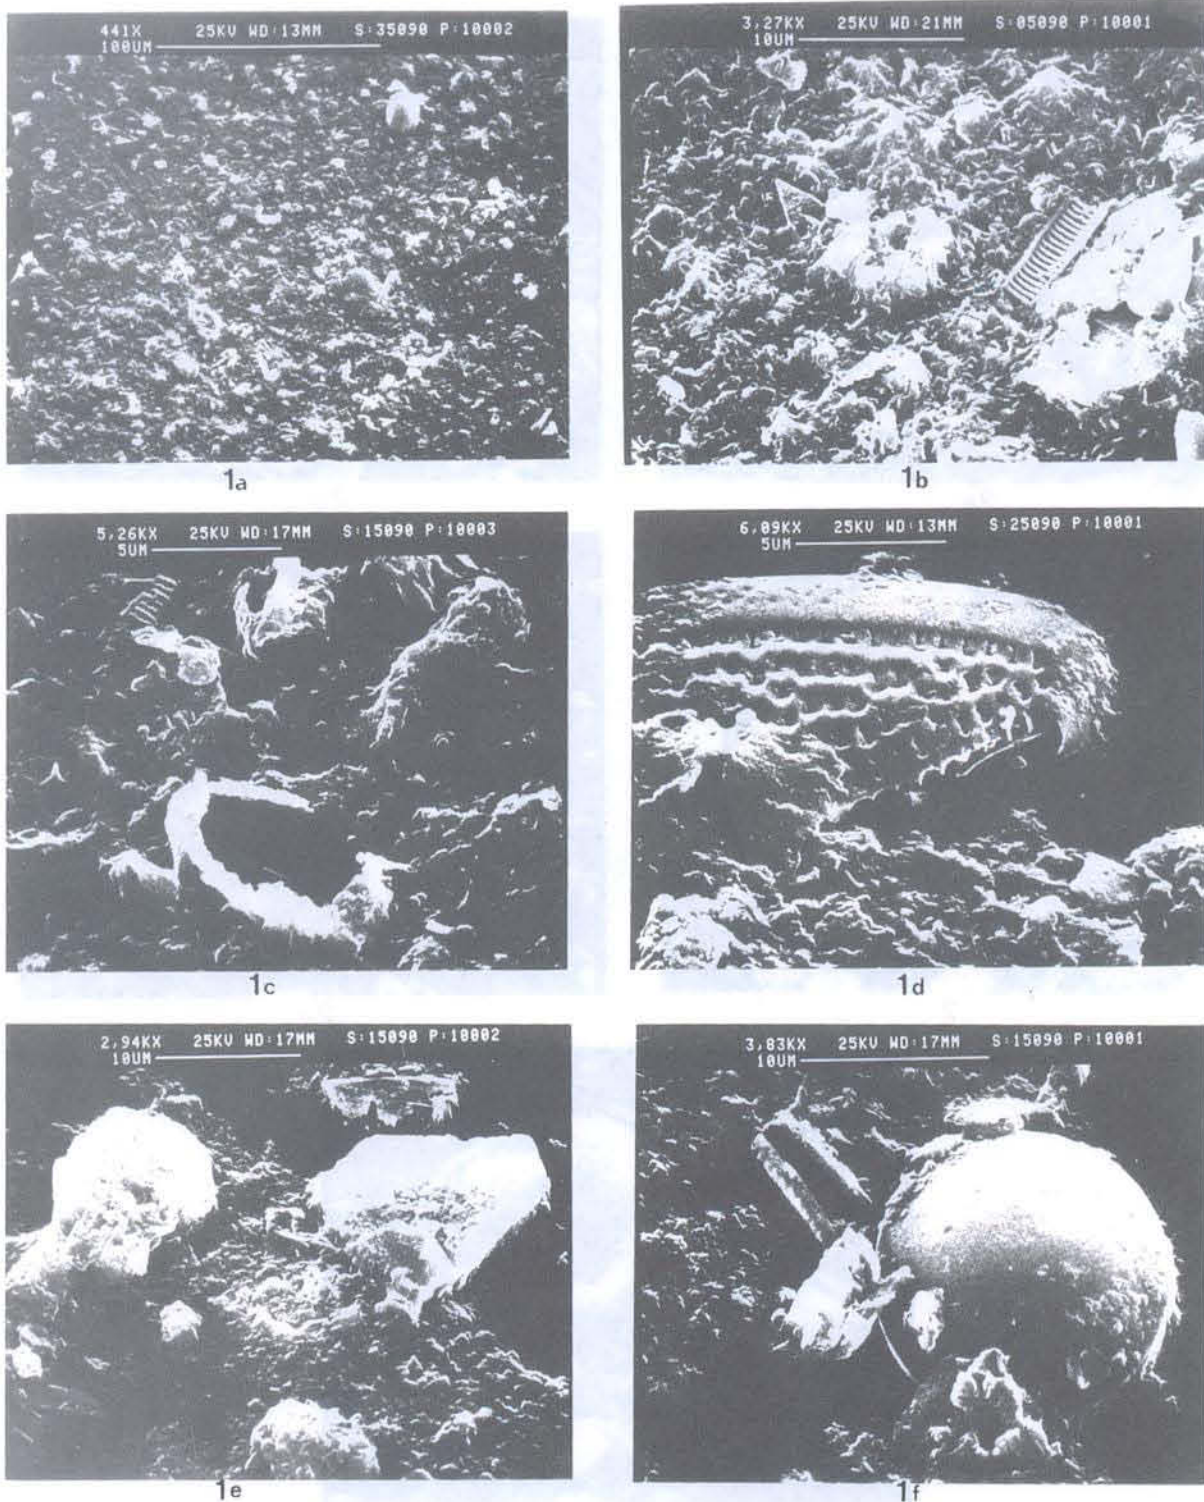 441X 25KV WD:13MM S:35090 P:10002
100UM
3,27KX 25KV WD:21MM S:05090 P:10001
10UM
1a
1b
5,26KX 25KV WD:17MM S:15090 P:10003
5UM
6,09KX 25KV WD:13MM S:25090 P:10001
5UM
1c
1d
2,94KX 25KV WD:17MM S:15090 P:10002
10UM
3,83KX 25KV WD:17MM S:15090 P:10001
10UM
1e
1f